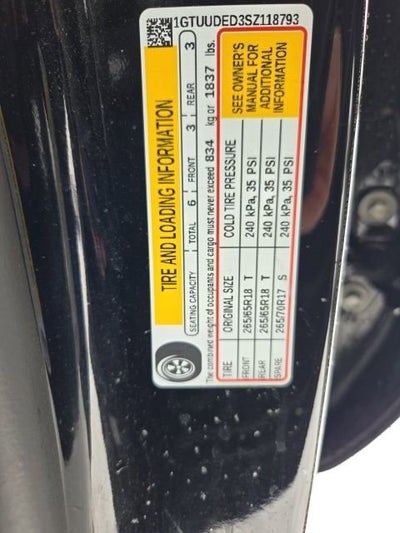 1GTUUDED3SZ118793
TIRE AND LOADING INFORMATION
SEATING CAPACITY TOTAL 6 FRONT 3 REAR 3
The combined weight of occupants and cargo must never exceed 834 kg or 1837 lbs.
TIRE ORIGINAL SIZE COLD TIRE PRESSURE
FRONT 265/65R18 T 240 kPa, 35 PSI
REAR 265/65R18 T 240 kPa, 35 PSI
SPARE 265/70R17 S 240 kPa, 35 PSI
SEE OWNER'S
MANUAL FOR
ADDITIONAL
INFORMATION